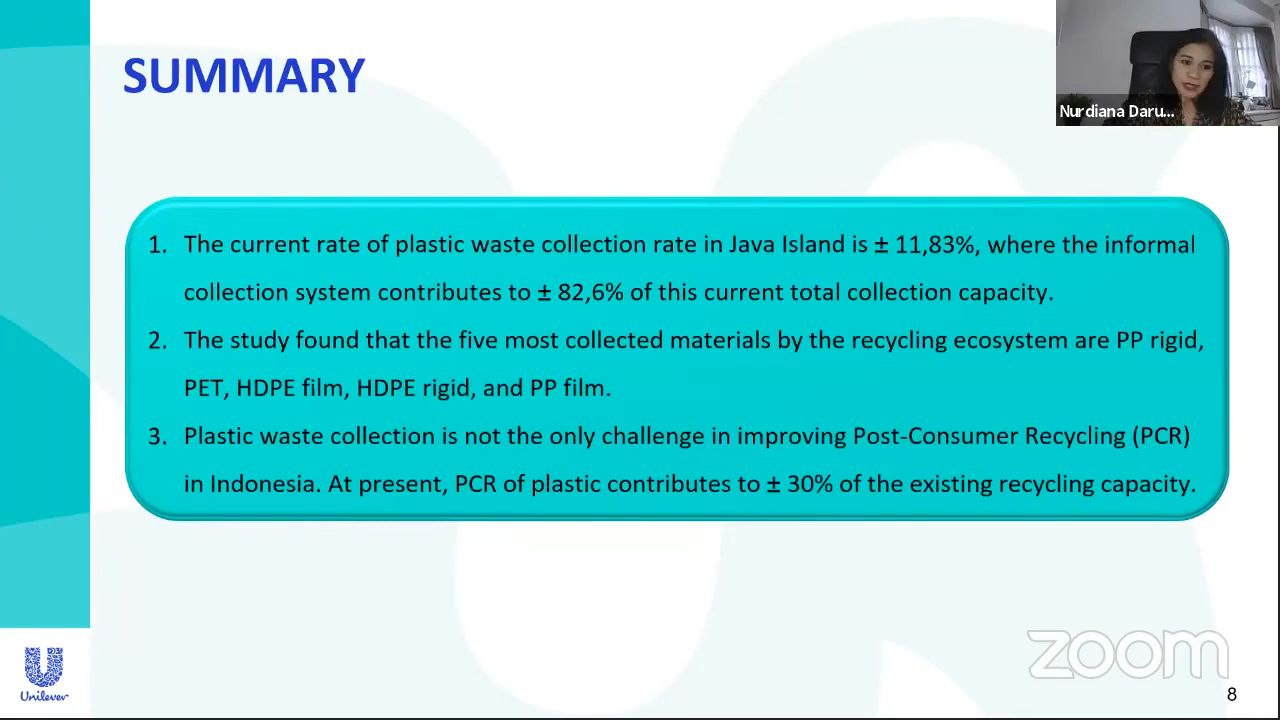 SUMMARY
Nurdiana Daru...
1. The current rate of plastic waste collection rate in Java Island is ± 11,83%, where the informal
collection system contributes to ± 82,6% of this current total collection capacity.
2. The study found that the five most collected materials by the recycling ecosystem are PP rigid,
PET, HDPE film, HDPE rigid, and PP film.
3. Plastic waste collection is not the only challenge in improving Post-Consumer Recycling (PCR)
in Indonesia. At present, PCR of plastic contributes to ± 30% of the existing recycling capacity.
zoom
Unilever
8